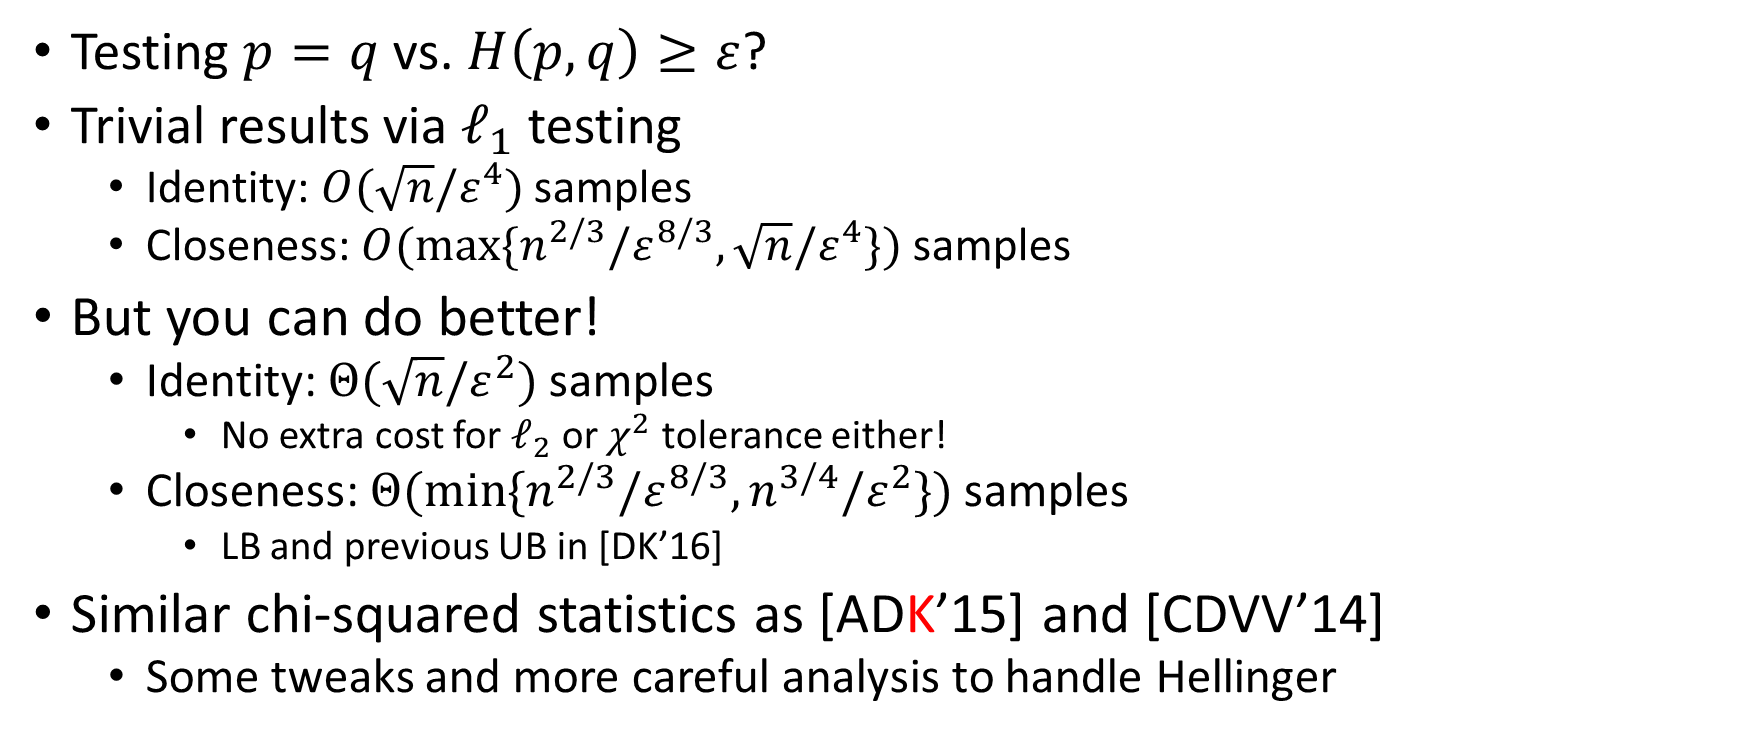 • Testing 𝑝 = 𝑞 vs. 𝐻(𝑝, 𝑞) ≥ 𝜀?
• Trivial results via ℓ₁ testing
• Identity: 𝑂(√𝑛/𝜀⁴) samples
• Closeness: 𝑂(max{𝑛^{2/3}/𝜀^{8/3}, √𝑛/𝜀⁴}) samples
• But you can do better!
• Identity: Θ(√𝑛/𝜀²) samples
• No extra cost for ℓ₂ or 𝜒² tolerance either!
• Closeness: Θ(min{𝑛^{2/3}/𝜀^{8/3}, 𝑛^{3/4}/𝜀²}) samples
• LB and previous UB in [DK’16]
• Similar chi-squared statistics as [ADK’15] and [CDVV’14]
• Some tweaks and more careful analysis to handle Hellinger